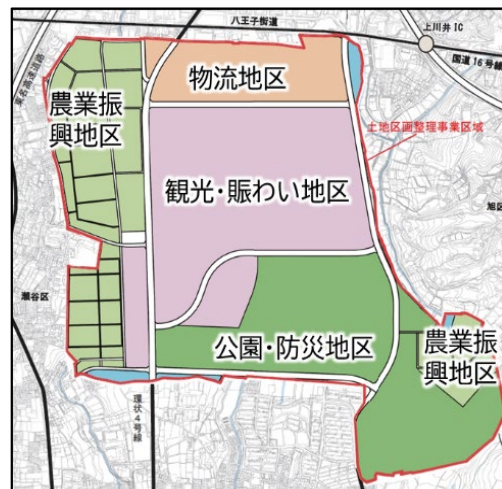 八王子街道
上川井IC
国道16号線
東名高速道路
物流地区
農業振
興地区
土地区画整理事業区域
観光・賑わい地区
旭区
瀬谷区
公園・防災地区
農業振
興地区
環状4号線